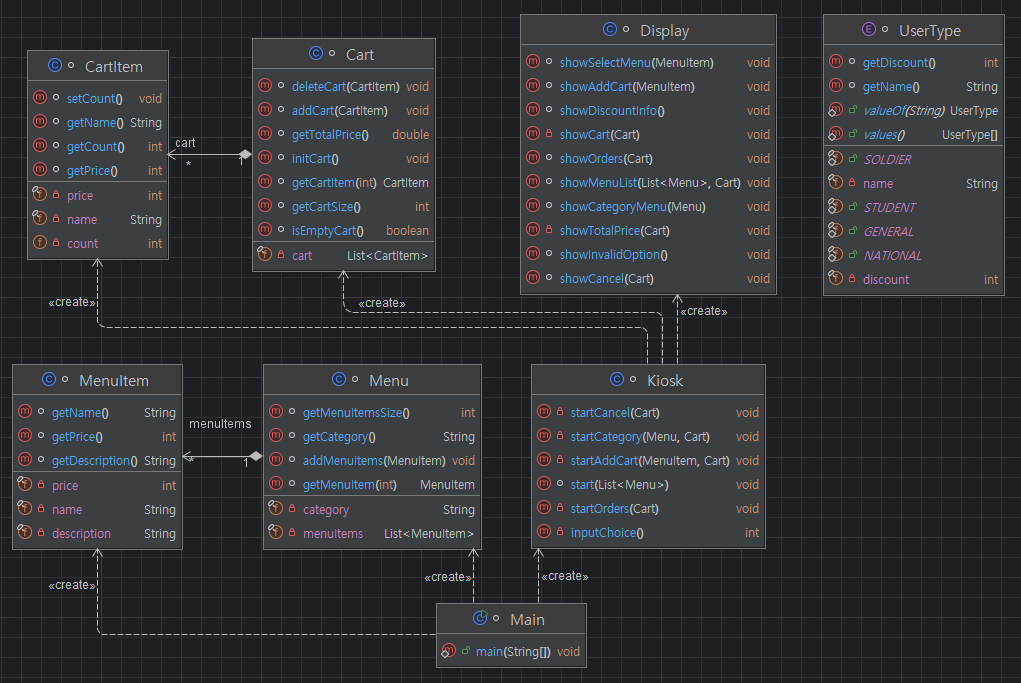 CartItem
setCount() void
getName() String
getCount() int
getPrice() int
price int
name String
count int
cart
*
1
Cart
deleteCart(CartItem) void
addCart(CartItem) void
getTotalPrice() double
initCart() void
getCartItem(int) CartItem
getCartSize() int
isEmptyCart() boolean
cart List<CartItem>
Display
showSelectMenu(MenuItem) void
showAddCart(MenuItem) void
showDiscountInfo() void
showCart(Cart) void
showOrders(Cart) void
showMenuList(List<Menu>, Cart) void
showCategoryMenu(Menu) void
showTotalPrice(Cart) void
showInvalidOption() void
showCancel(Cart) void
UserType
getDiscount() int
getName() String
valueOf(String) UserType
values() UserType[]
SOLDIER
name String
STUDENT
GENERAL
NATIONAL
discount int
«create»
«create»
«create»
MenuItem
getName() String
getPrice() int
getDescription() String
price int
name String
description String
menuItems
*
1
Menu
getMenuItemsSize() int
getCategory() String
addMenuItems(MenuItem) void
getMenuItem(int) MenuItem
category String
menuItems List<MenuItem>
Kiosk
startCancel(Cart) void
startCategory(Menu, Cart) void
startAddCart(MenuItem, Cart) void
start(List<Menu>) void
startOrders(Cart) void
inputChoice() int
«create»
«create»
«create»
Main
main(String[]) void